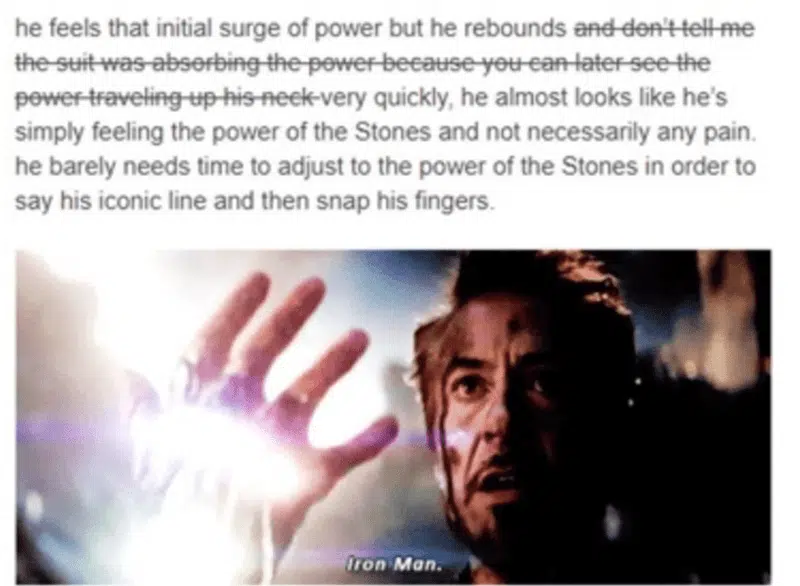 he feels that initial surge of power but he rebounds and don't tell me
the suit was absorbing the power because you can later see the
power traveling up his neck very quickly, he almost looks like he's
simply feeling the power of the Stones and not necessarily any pain.
he barely needs time to adjust to the power of the Stones in order to
say his iconic line and then snap his fingers.
Iron Man.